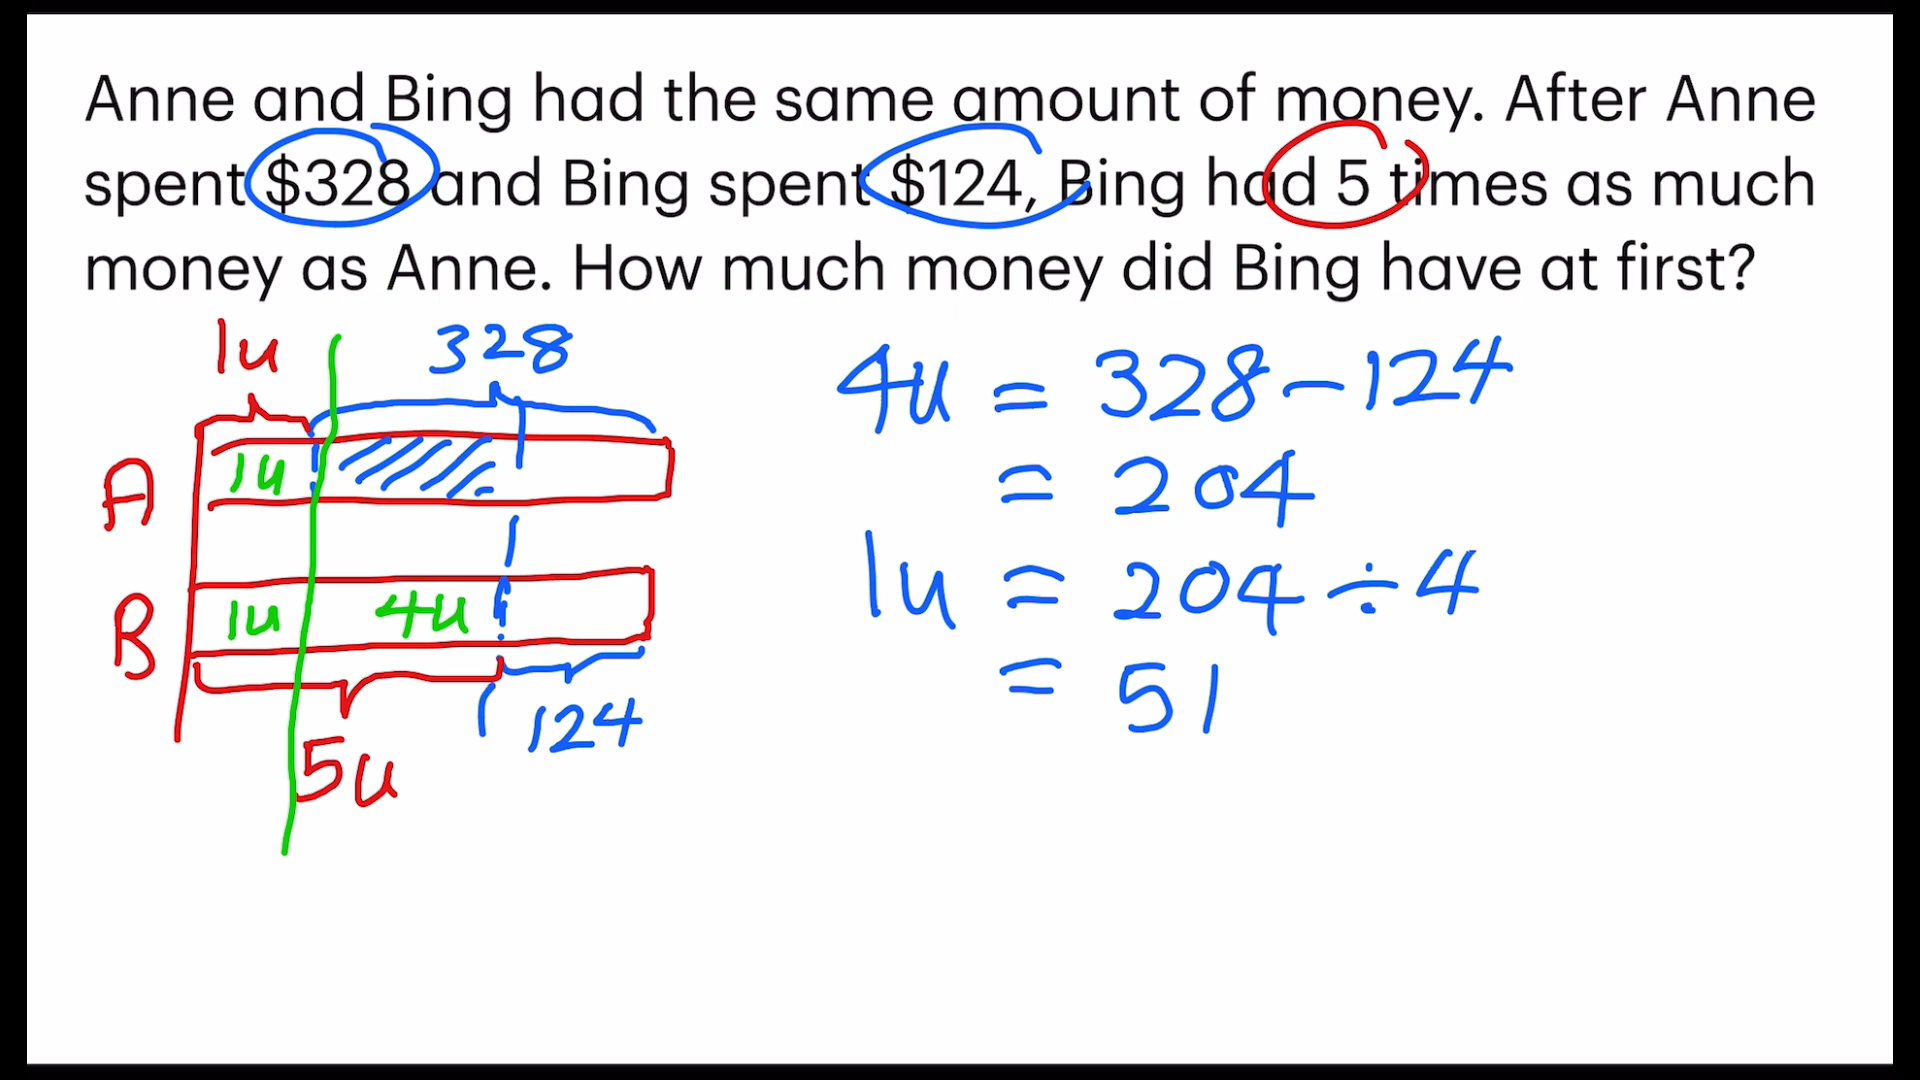 Anne and Bing had the same amount of money. After Anne
spent $328 and Bing spent $124, Bing had 5 times as much
money as Anne. How much money did Bing have at first?
1u 328
A 1u
B 1u 4u
5u 124
4u = 328 - 124
= 204
1u = 204 ÷ 4
= 51